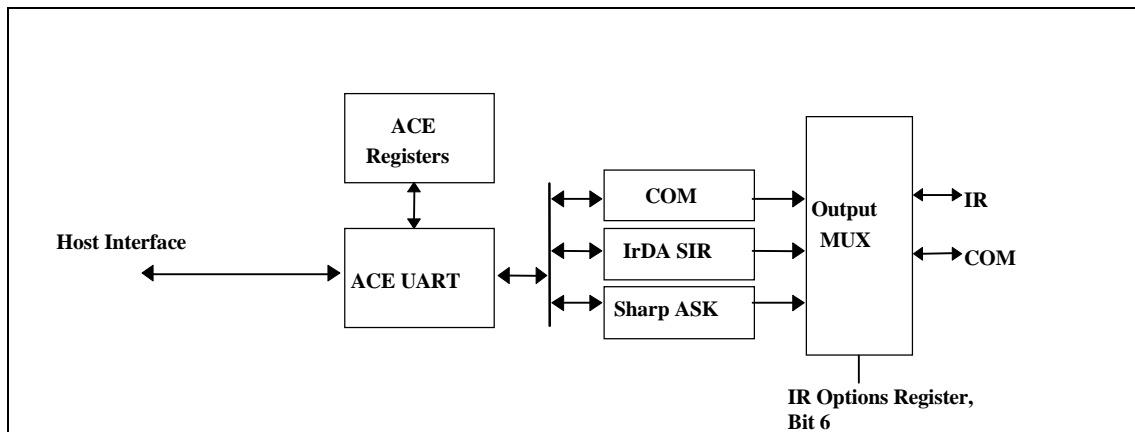 ACE
Registers
Host Interface
ACE UART
COM
IrDA SIR
Sharp ASK
Output
MUX
IR
COM
IR Options Register,
Bit 6